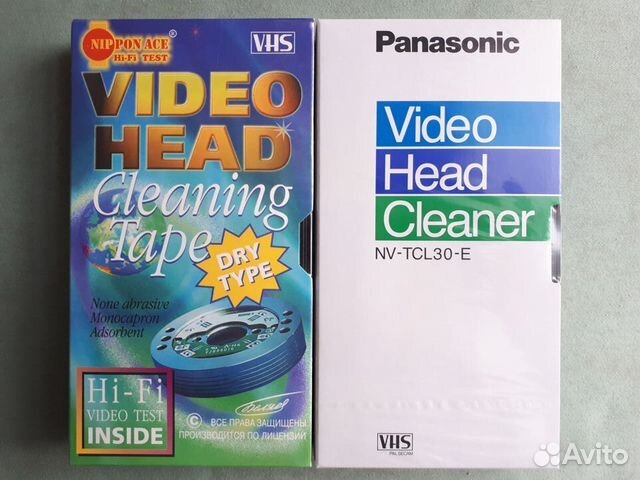 NIPPON ACE®
Hi-Fi TEST
VHS
VIDEO
HEAD
Cleaning
Tape
DRY
TYPE
None abrasive
Monocapron
Adsorbent
Hi-Fi
VIDEO TEST
INSIDE
© ВСЕ ПРАВА ЗАЩИЩЕНЫ
ПРОИЗВОДИТСЯ ПО ЛИЦЕНЗИИ
Panasonic
Video
Head
Cleaner
NV-TCL30-E
VHS
PAL SECAM
Avito